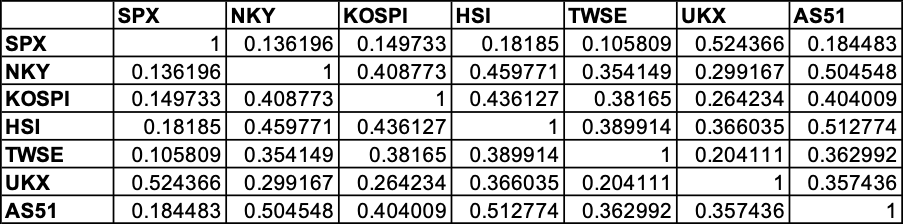 SPX NKY KOSPI HSI TWSE UKX AS51
SPX 1 0.136196 0.149733 0.18185 0.105809 0.524366 0.184483
NKY 0.136196 1 0.408773 0.459771 0.354149 0.299167 0.504548
KOSPI 0.149733 0.408773 1 0.436127 0.38165 0.264234 0.404009
HSI 0.18185 0.459771 0.436127 1 0.389914 0.366035 0.512774
TWSE 0.105809 0.354149 0.38165 0.389914 1 0.204111 0.362992
UKX 0.524366 0.299167 0.264234 0.366035 0.204111 1 0.357436
AS51 0.184483 0.504548 0.404009 0.512774 0.362992 0.357436 1